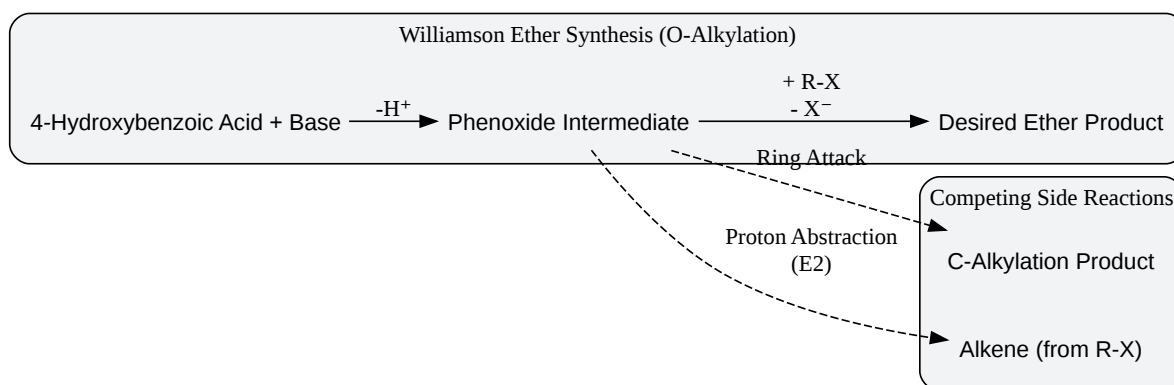 Williamson Ether Synthesis (O-Alkylation)
4-Hydroxybenzoic Acid + Base
-H⁺
Phenoxide Intermediate
+ R-X
- X⁻
Desired Ether Product
Ring Attack
Competing Side Reactions
Proton Abstraction
(E2)
C-Alkylation Product
Alkene (from R-X)